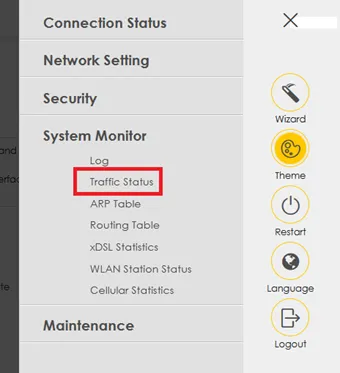 Connection Status
Network Setting
Security
System Monitor
Log
Traffic Status
ARP Table
Routing Table
xDSL Statistics
WLAN Station Status
Cellular Statistics
Maintenance
Wizard
Theme
Restart
Language
Logout
and